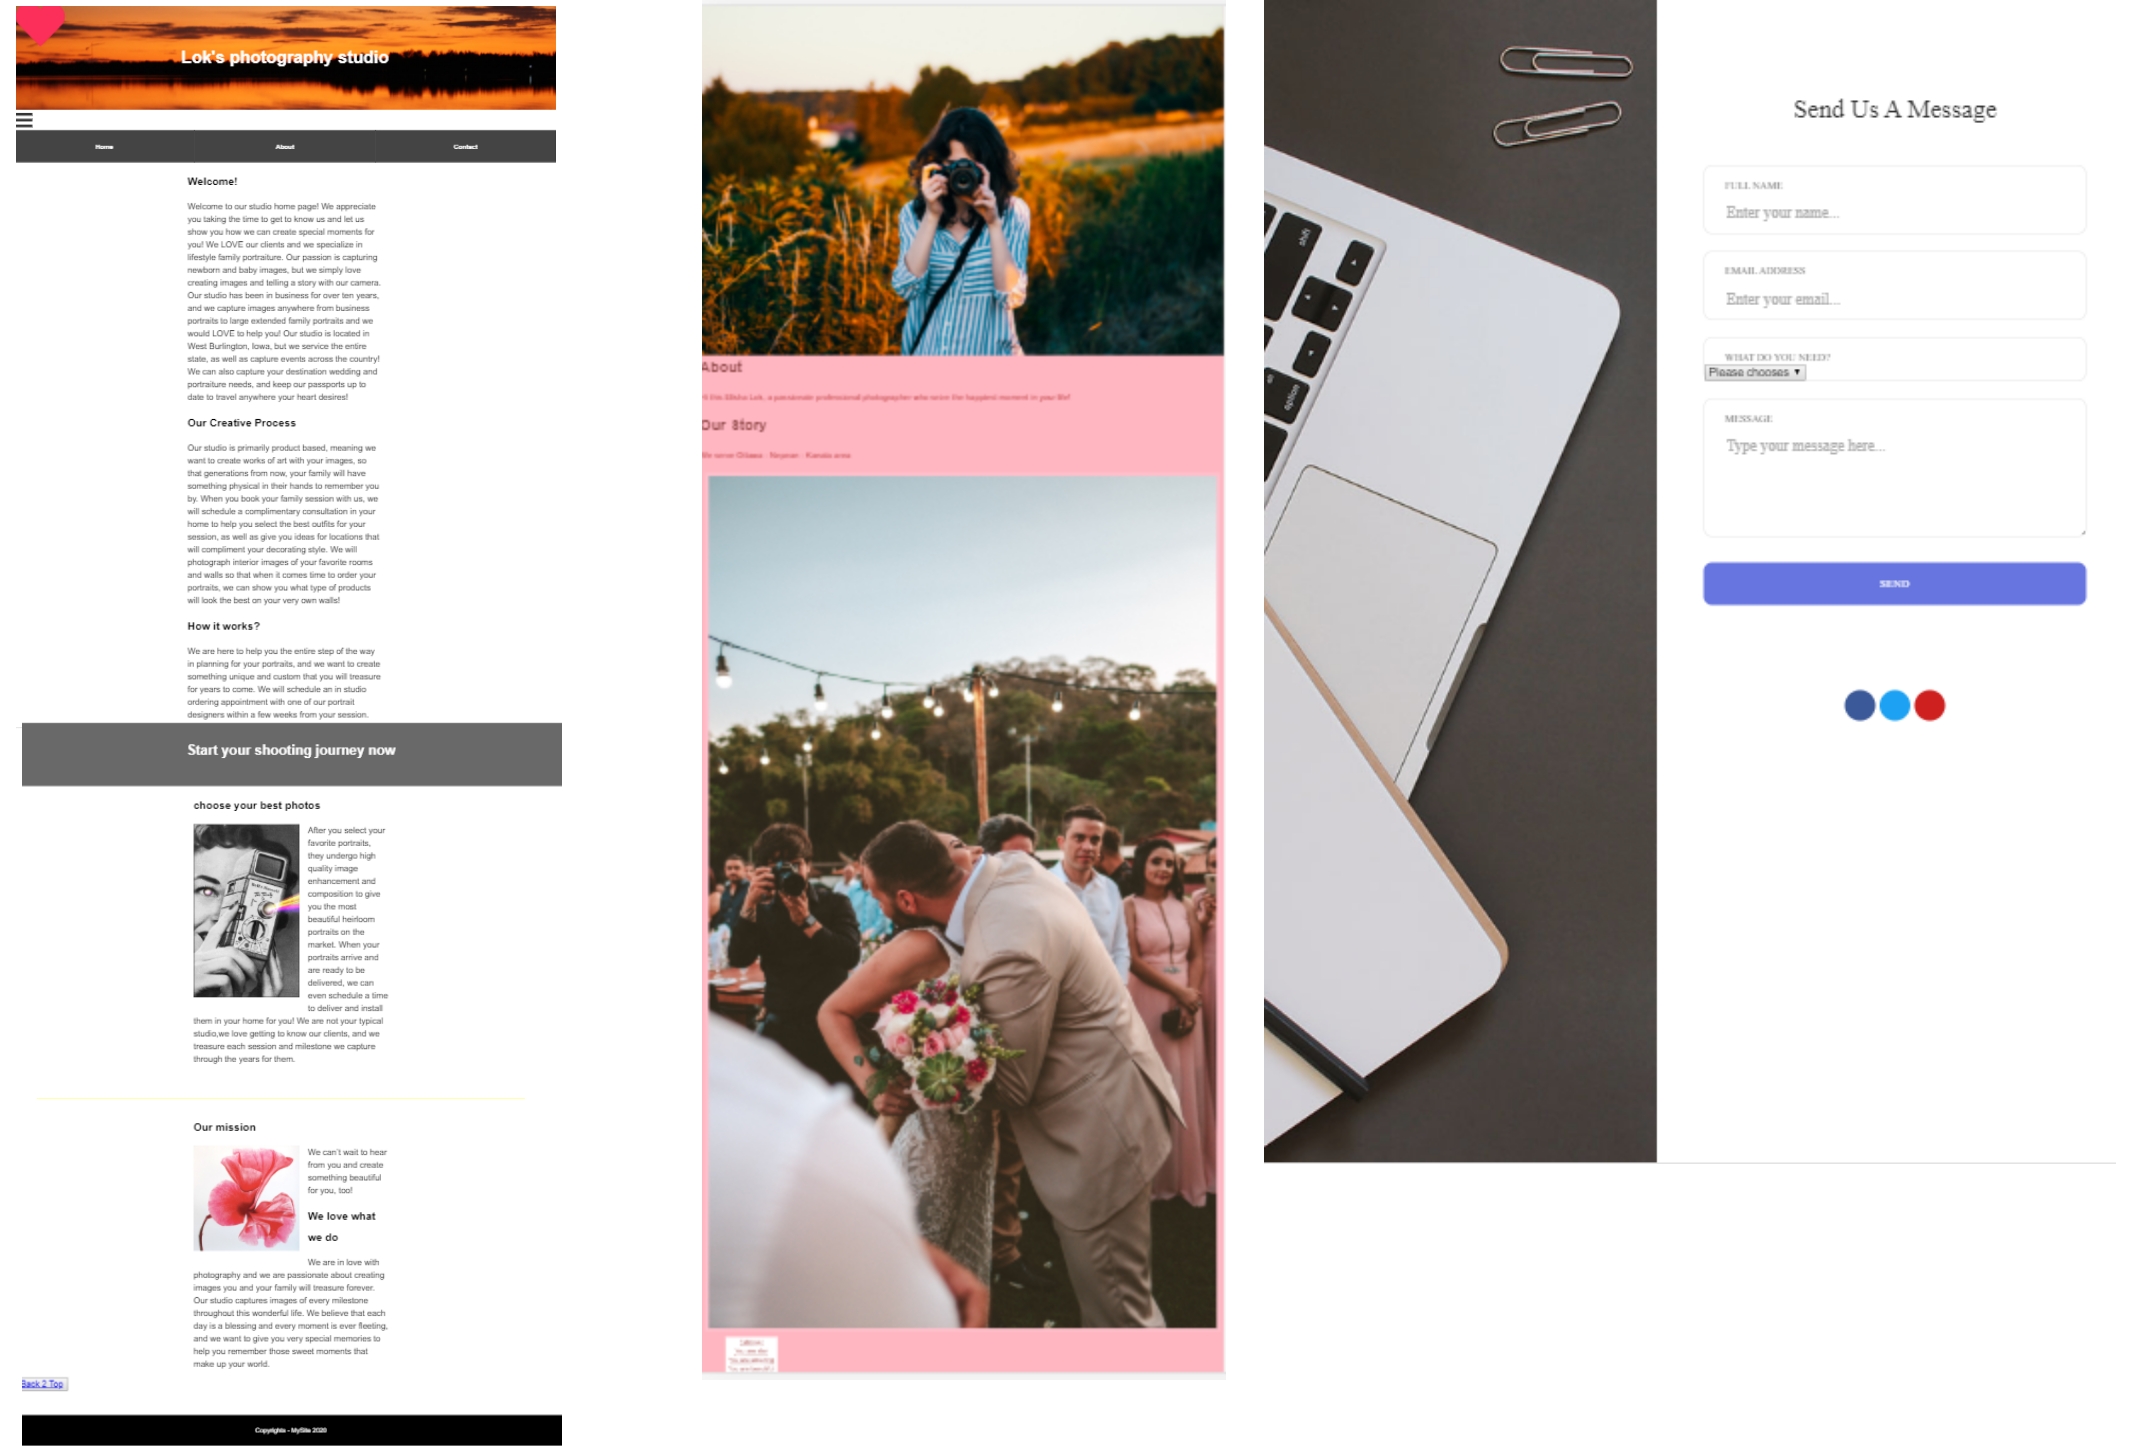 Lok's photography studio
Home
About
Contact
Welcome!
Welcome to our studio home page! We appreciate
you taking the time to get to know us and let us
show you how we can create special moments for
you! We LOVE our clients and we specialize in
lifestyle family portraiture. Our passion is capturing
newborn and baby images, but we simply love
creating images and telling a story with our camera.
Our studio has been in business for over ten years,
and we capture images anywhere from business
portraits to large extended family portraits and we
would LOVE to help you! Our studio is located in
West Burlington, Iowa, but we service the entire
state, as well as capture events across the country!
We can also capture your destination wedding and
portraiture needs, and keep our passports up to
date to travel anywhere your heart desires!
Our Creative Process
Our studio is primarily product based, meaning we
want to create works of art with your images, so
that generations from now, your family will have
something physical in their hands to remember you
by. When you book your family session with us, we
will schedule a complimentary consultation in your
home to help you select the best outfits for your
session, as well as give you ideas for locations that
will compliment your decorating style. We will
photograph interior images of your favorite rooms
and walls so that when it comes time to order your
portraits, we can show you what type of products
will look the best on your very own walls!
How it works?
We are here to help you the entire step of the way
in planning for your portraits, and we want to create
something unique and custom that you will treasure
for years to come. We will schedule an in studio
ordering appointment with one of our portrait
designers within a few weeks from your session.
Start your shooting journey now
choose your best photos
After you select your
favorite portraits,
they undergo high
quality image
enhancement and
composition to give
you the most
beautiful heirloom
portraits on the
market. When your
portraits arrive and
are ready to be
delivered, we can
even schedule a time
to deliver and install
them in your home for you! We are not your typical
studio,we love getting to know our clients, and we
treasure each session and milestone we capture
through the years for them.
Our mission
We can't wait to hear
from you and create
something beautiful
for you, too!
We love what
we do
We are in love with
photography and we are passionate about creating
images you and your family will treasure forever.
Our studio captures images of every milestone
throughout this wonderful life. We believe that each
day is a blessing and every moment is ever fleeting,
and we want to give you very special memories to
help you remember those sweet moments that
make up your world.
Back 2 Top
Copyrights - MySite 2020
About
Lok, a passionate professional photographer who the happiest moment in your life!
Our Story
We serve Ottawa - Nepean - Kanata area
shift
option
Send Us A Message
FULL NAME
Enter your name...
EMAIL ADDRESS
Enter your email...
WHAT DO YOU NEED?
Please chooses
MESSAGE
Type your message here...
SEND